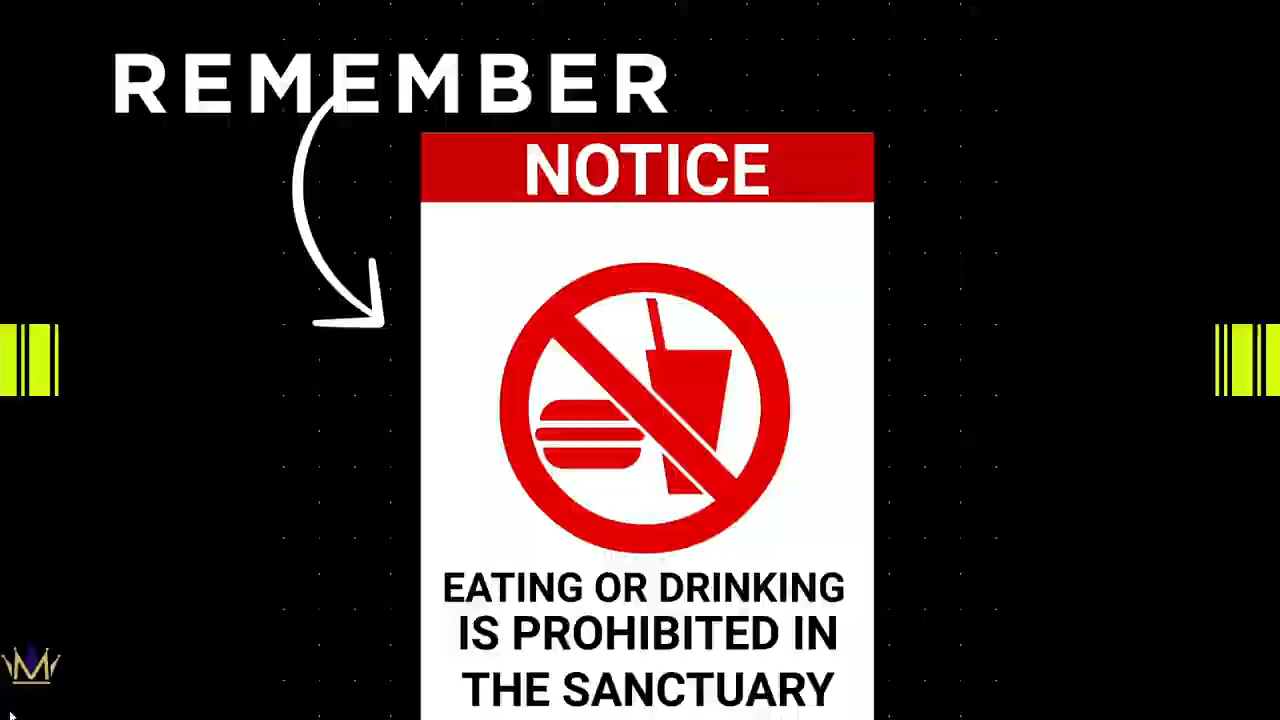 REMEMBER
NOTICE
EATING OR DRINKING
IS PROHIBITED IN
THE SANCTUARY
M